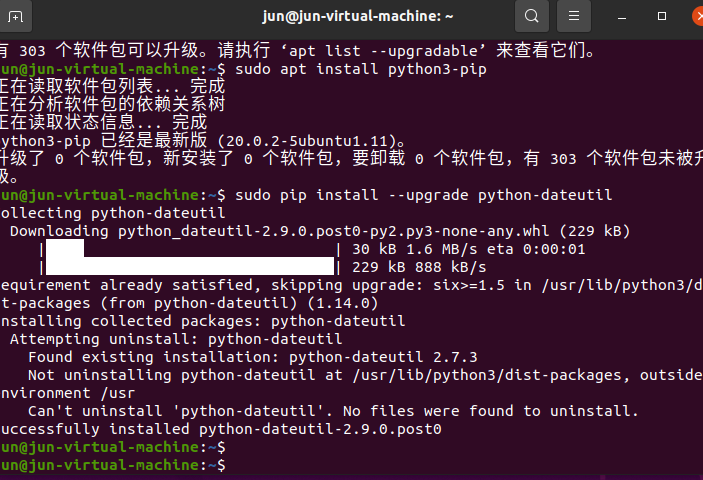 jun@jun-virtual-machine: ~
有 303 个软件包可以升级。请执行 ‘apt list --upgradable’ 来查看它们。
jun@jun-virtual-machine:~$ sudo apt install python3-pip
正在读取软件包列表... 完成
正在分析软件包的依赖关系树
正在读取状态信息... 完成
ython3-pip 已经是最新版 (20.0.2-5ubuntu1.11)。
升级了 0 个软件包，新安装了 0 个软件包，要卸载 0 个软件包，有 303 个软件包未被升
级。
jun@jun-virtual-machine:~$ sudo pip install --upgrade python-dateutil
ollecting python-dateutil
Downloading python_dateutil-2.9.0.post0-py2.py3-none-any.whl (229 kB)
| | 30 kB 1.6 MB/s eta 0:00:01
| | 229 kB 888 kB/s
equirement already satisfied, skipping upgrade: six>=1.5 in /usr/lib/python3/d
st-packages (from python-dateutil) (1.14.0)
nstalling collected packages: python-dateutil
Attempting uninstall: python-dateutil
Found existing installation: python-dateutil 2.7.3
Not uninstalling python-dateutil at /usr/lib/python3/dist-packages, outside
nvironment /usr
Can't uninstall 'python-dateutil'. No files were found to uninstall.
uccessfully installed python-dateutil-2.9.0.post0
jun@jun-virtual-machine:~$
jun@jun-virtual-machine:~$